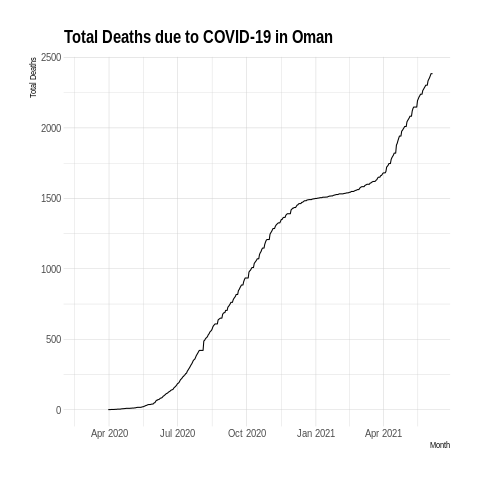 Total Deaths due to COVID-19 in Oman
Total Deaths
2500
2000
1500
1000
500
0
Apr 2020 Jul 2020 Oct 2020 Jan 2021 Apr 2021
Month